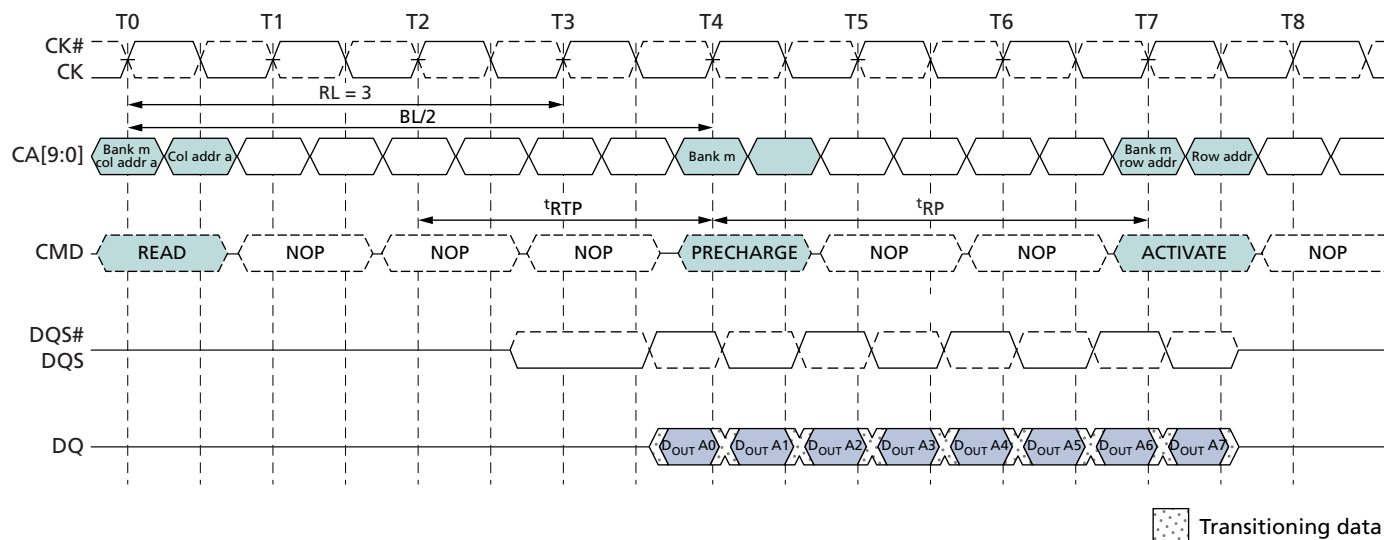 T0 T1 T2 T3 T4 T5 T6 T7 T8
CK#
CK
RL = 3
BL/2
CA[9:0] Bank m col addr a Col addr a Bank m Bank m row addr Row addr
tRTP tRP
CMD READ NOP NOP NOP PRECHARGE NOP NOP ACTIVATE NOP
DQS#
DQS
DQ DOUT A0 DOUT A1 DOUT A2 DOUT A3 DOUT A4 DOUT A5 DOUT A6 DOUT A7
Transitioning data